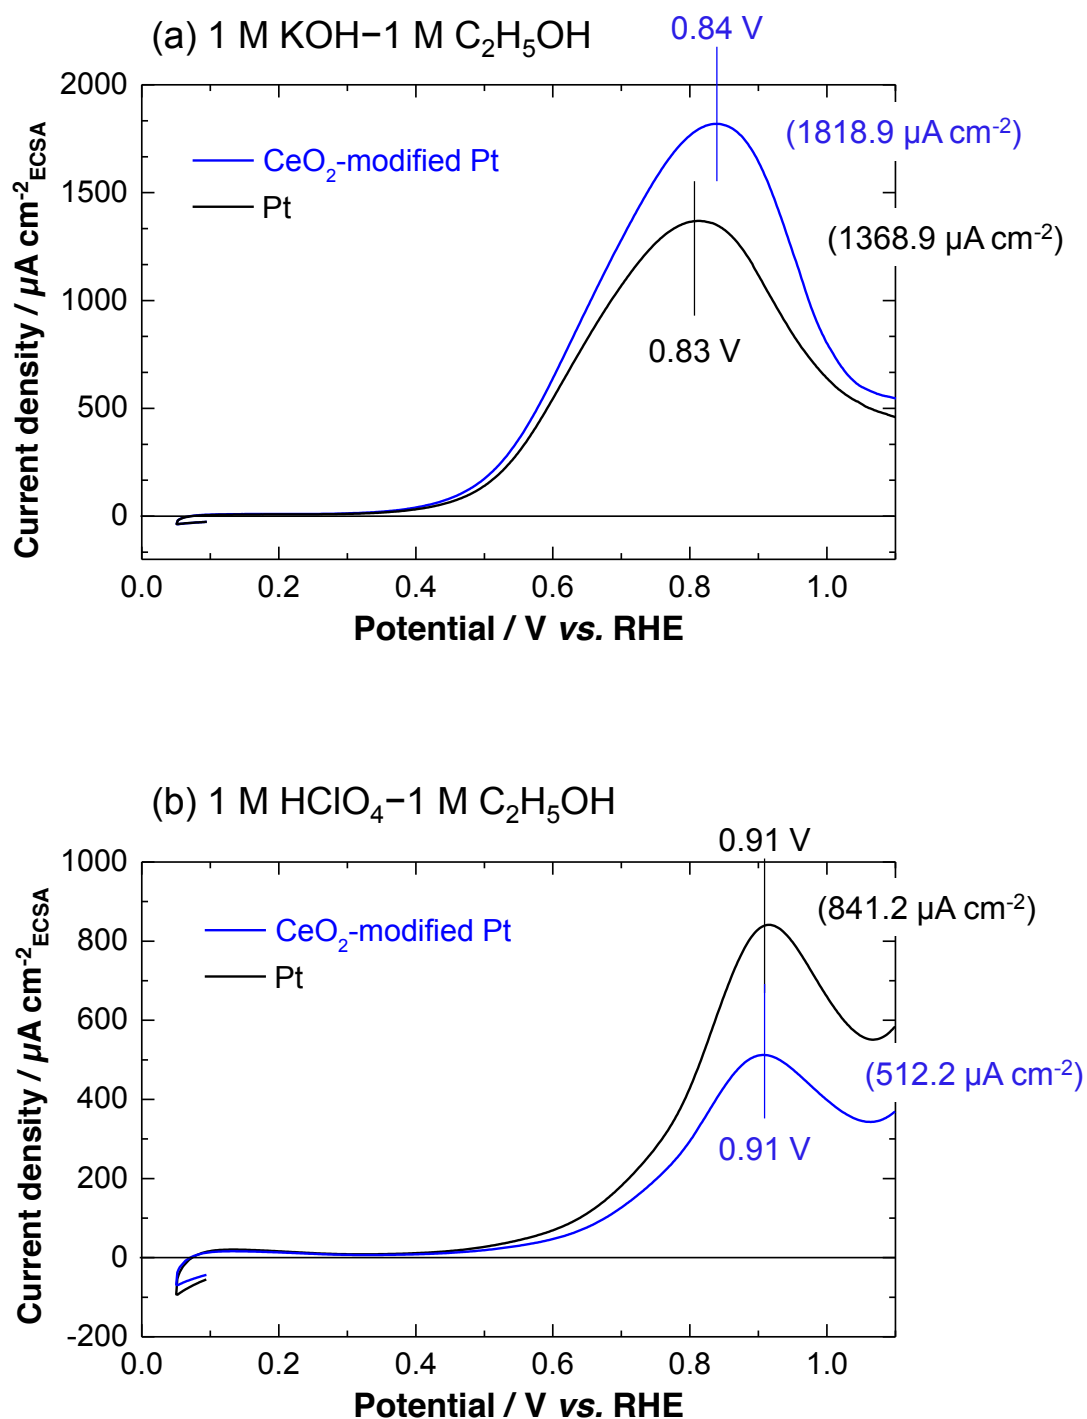 (a) 1 M KOH−1 M C₂H₅OH
0.84 V
2000
(1818.9 µA cm⁻²)
CeO₂-modified Pt
Pt
1500
(1368.9 µA cm⁻²)
1000
0.83 V
500
0
Current density / µA cm⁻²ECSA
0.0 0.2 0.4 0.6 0.8 1.0
Potential / V vs. RHE
(b) 1 M HClO₄−1 M C₂H₅OH
0.91 V
1000
(841.2 µA cm⁻²)
CeO₂-modified Pt
Pt
800
600
(512.2 µA cm⁻²)
400
0.91 V
200
0
-200
Current density / µA cm⁻²ECSA
0.0 0.2 0.4 0.6 0.8 1.0
Potential / V vs. RHE